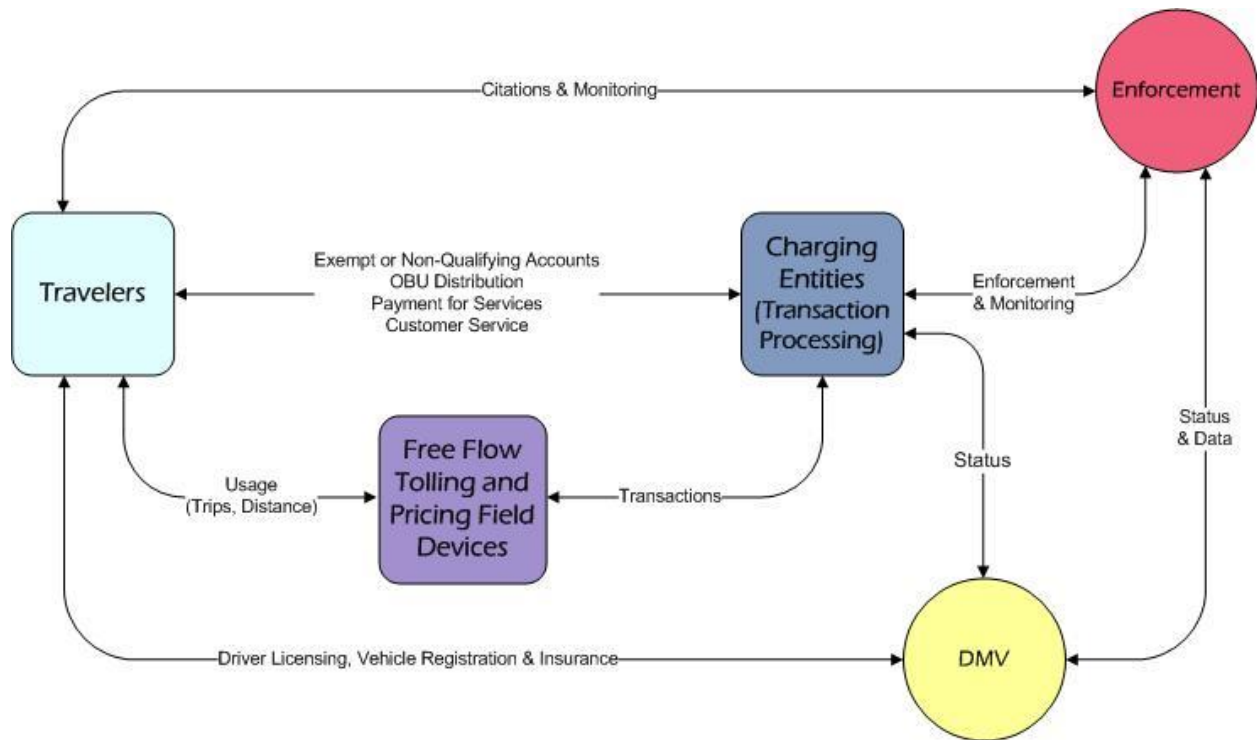 Enforcement
Citations & Monitoring
Travelers
Exempt or Non-Qualifying Accounts
OBU Distribution
Payment for Services
Customer Service
Charging
Entities
(Transaction
Processing)
Enforcement
& Monitoring
Status
& Data
Free Flow
Tolling and
Pricing Field
Devices
Usage
(Trips, Distance)
Transactions
Status
Driver Licensing, Vehicle Registration & Insurance
DMV